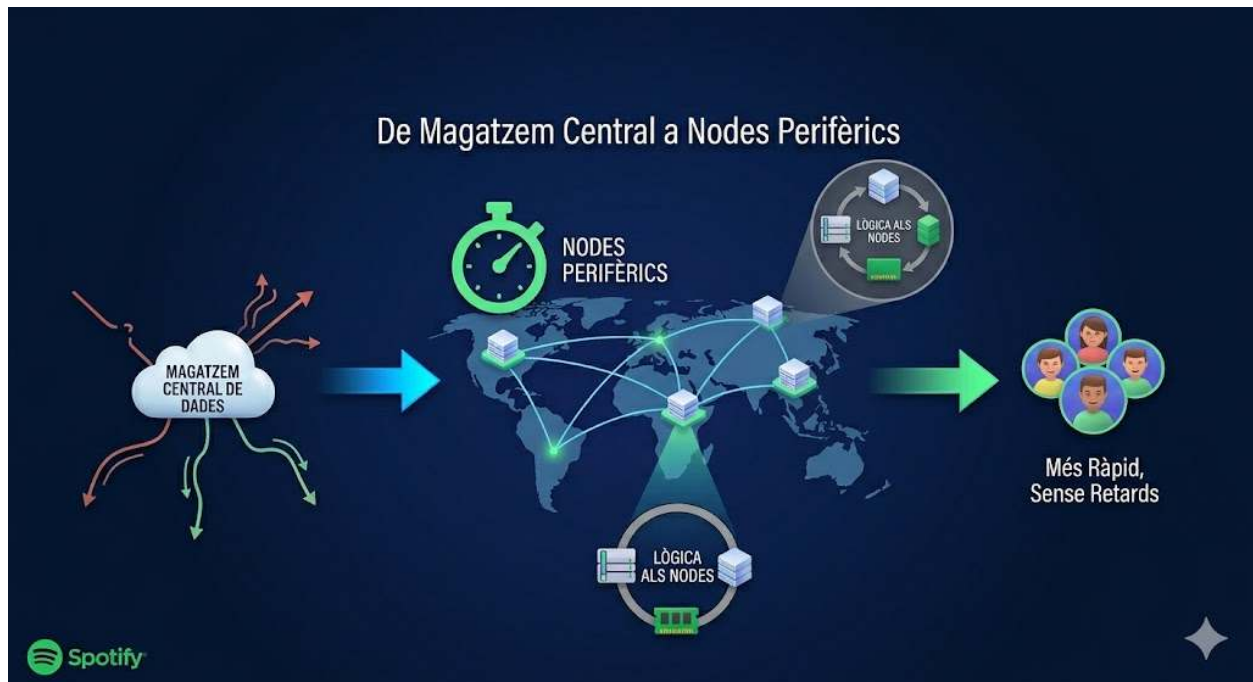 De Magatzem Central a Nodes Perifèrics
NODES
PERIFÈRICS
LÒGICA ALS
NODES
MAGATZEM
CENTRAL DE
DADES
Més Ràpid,
Sense Retards
LÒGICA
ALS NODES
Spotify